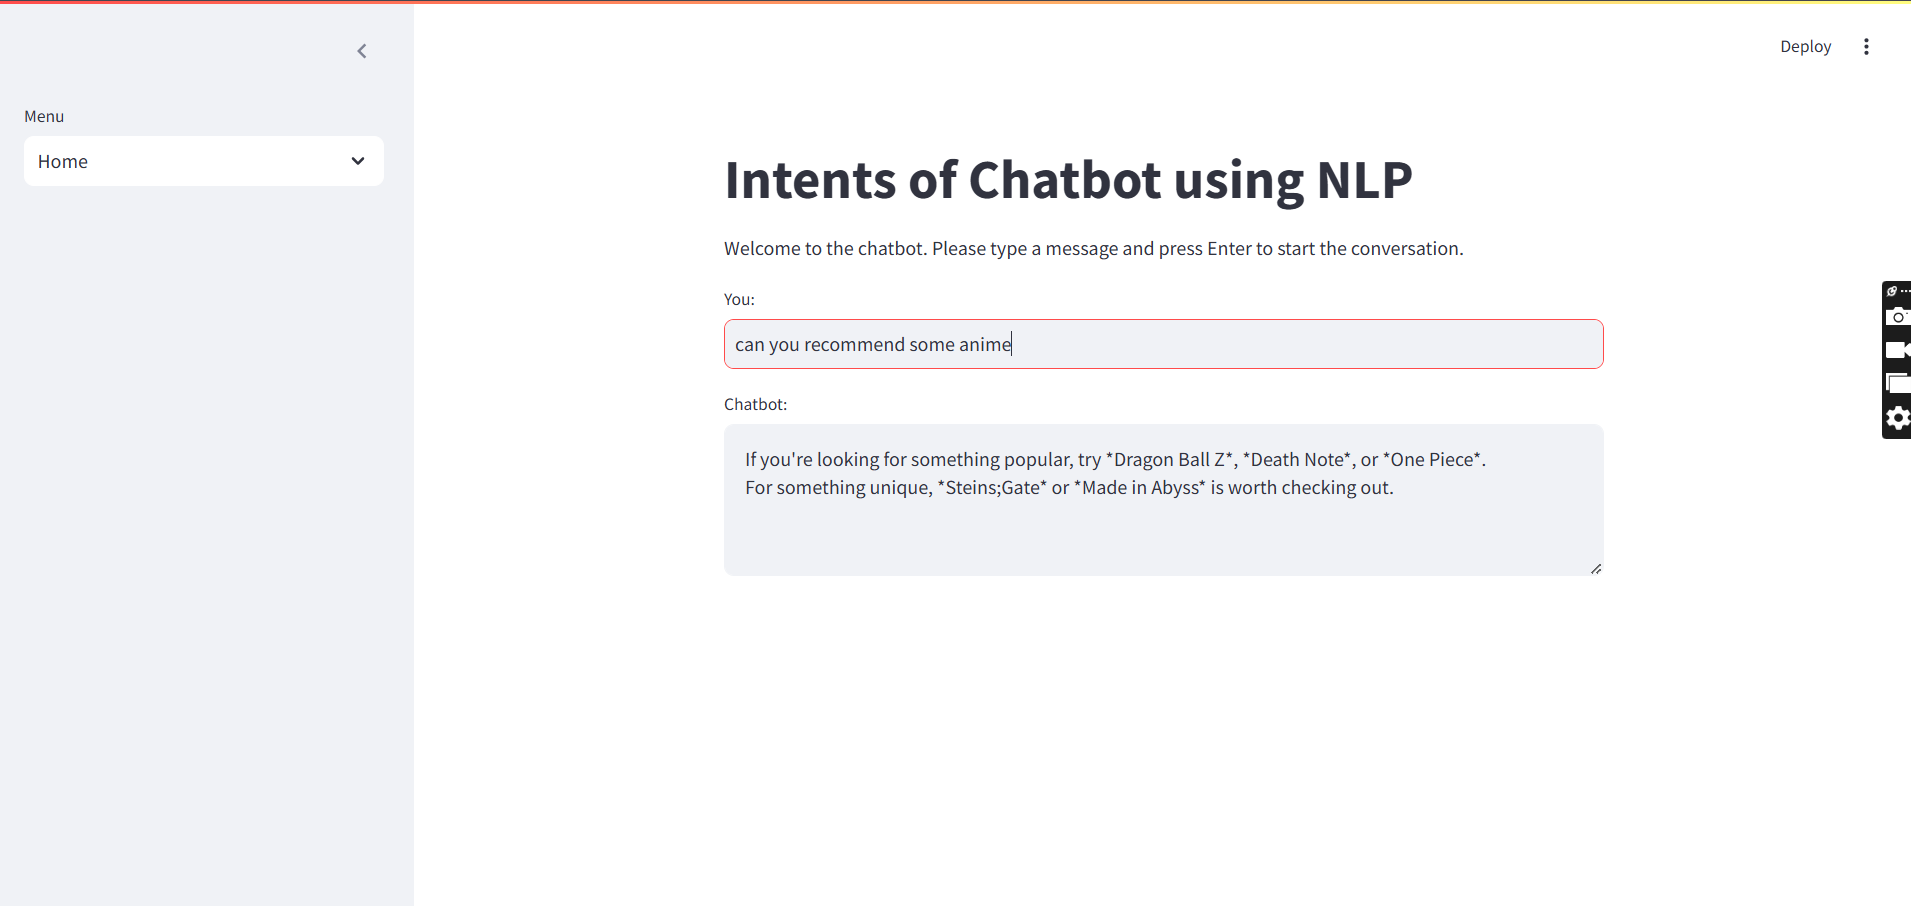 Deploy
Menu
Home
Intents of Chatbot using NLP
Welcome to the chatbot. Please type a message and press Enter to start the conversation.
You:
can you recommend some anime
Chatbot:
If you're looking for something popular, try *Dragon Ball Z*, *Death Note*, or *One Piece*.
For something unique, *Steins;Gate* or *Made in Abyss* is worth checking out.